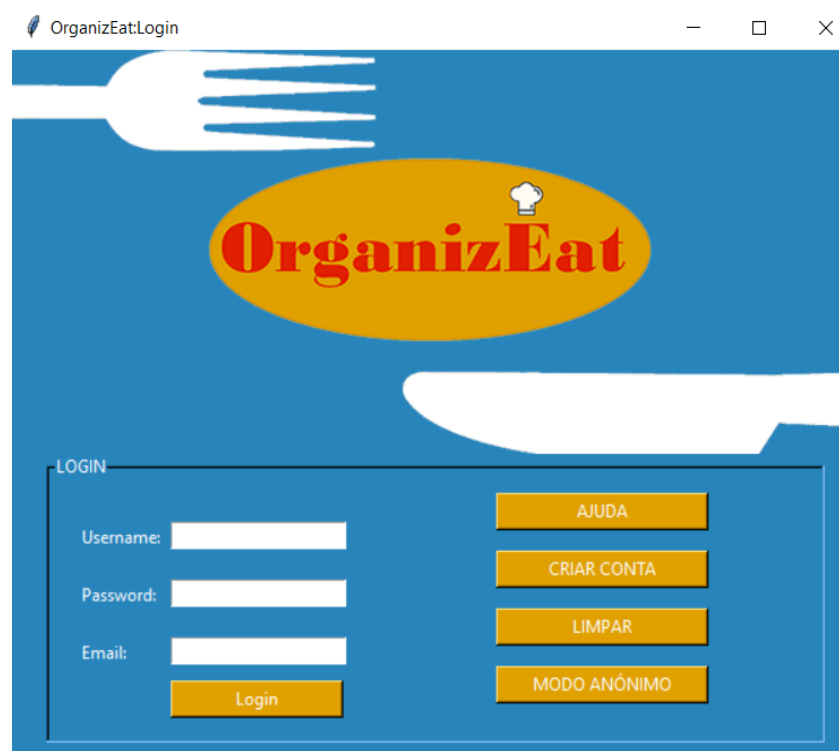 OrganizEat:Login
OrganizEat
LOGIN
Username:
Password:
Email:
Login
AJUDA
CRIAR CONTA
LIMPAR
MODO ANÓNIMO